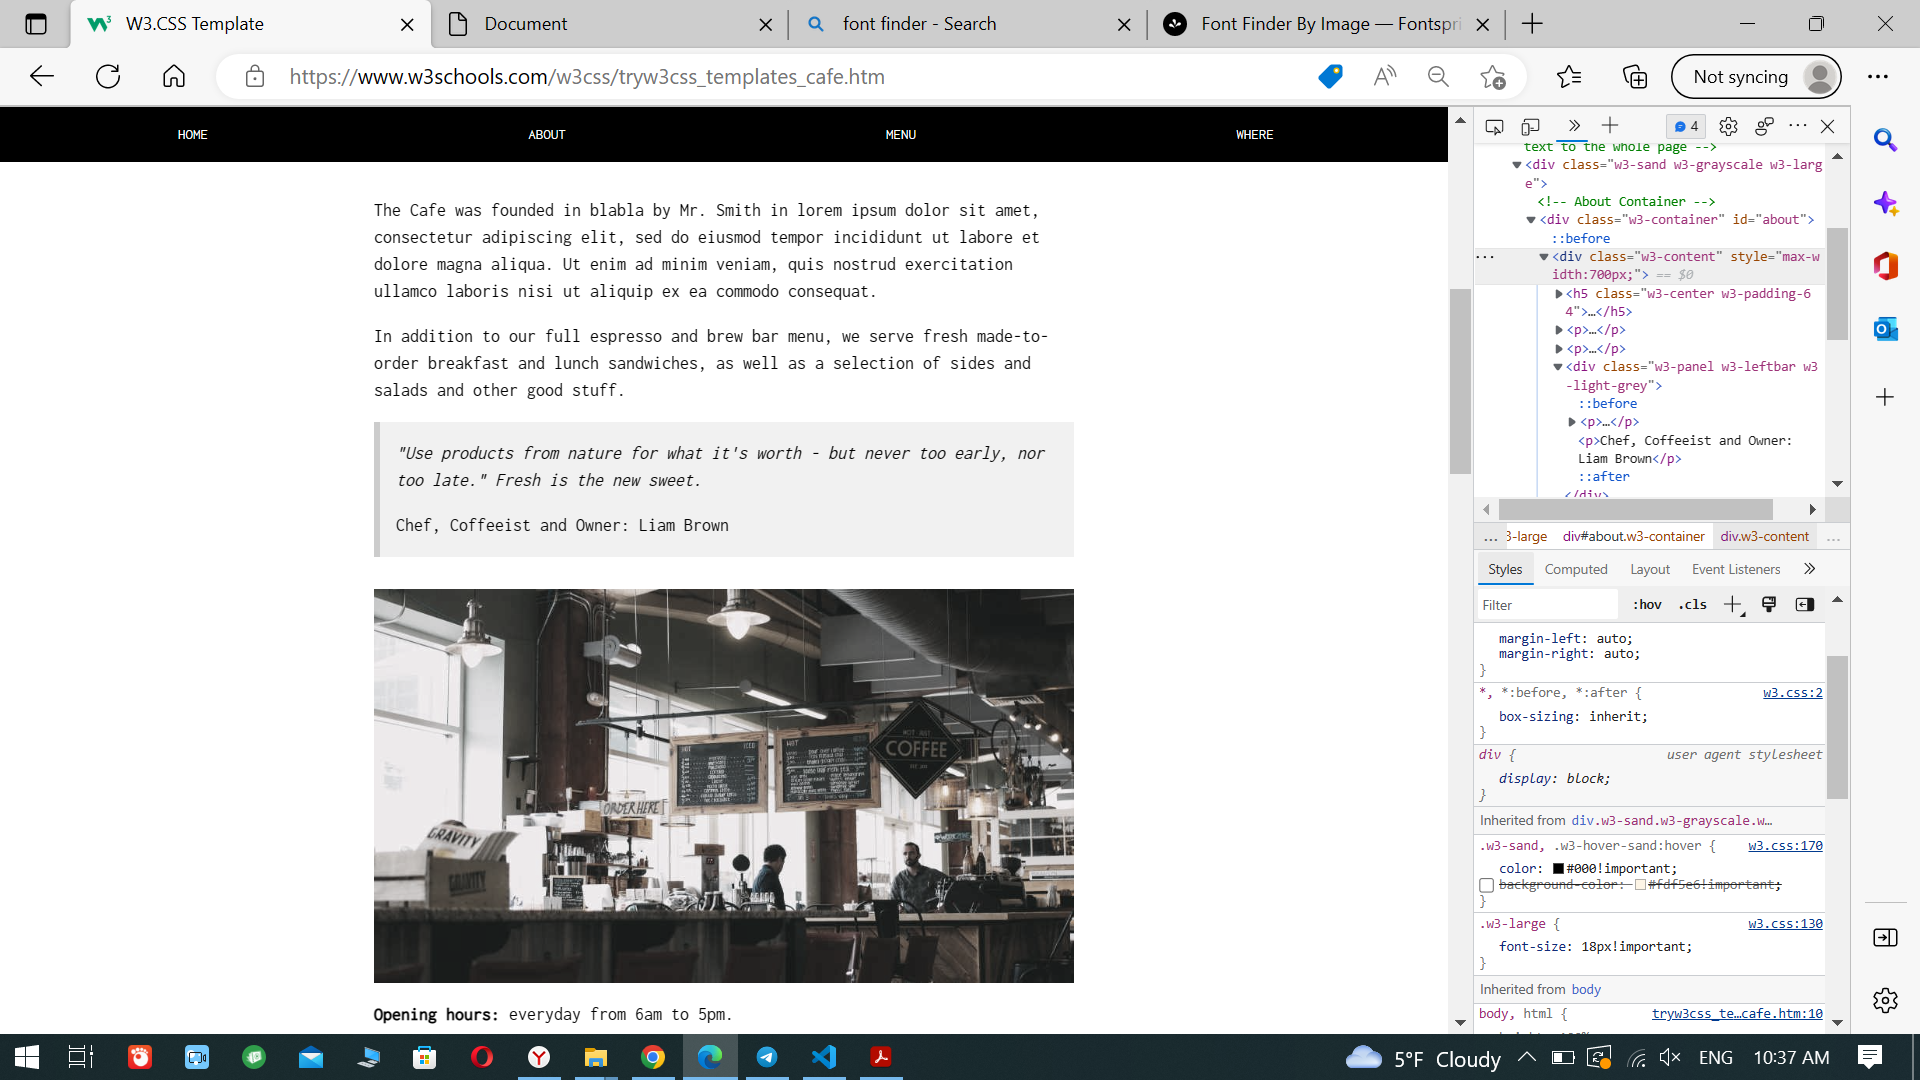 W3.CSS Template
Document
font finder - Search
Font Finder By Image — Fontspri
https://www.w3schools.com/w3css/tryw3css_templates_cafe.htm
Not syncing
HOME ABOUT MENU WHERE
The Cafe was founded in blabla by Mr. Smith in lorem ipsum dolor sit amet,
consectetur adipiscing elit, sed do eiusmod tempor incididunt ut labore et
dolore magna aliqua. Ut enim ad minim veniam, quis nostrud exercitation
ullamco laboris nisi ut aliquip ex ea commodo consequat.
In addition to our full espresso and brew bar menu, we serve fresh made-to-
order breakfast and lunch sandwiches, as well as a selection of sides and
salads and other good stuff.
"Use products from nature for what it's worth - but never too early, nor
too late." Fresh is the new sweet.
Chef, Coffeeist and Owner: Liam Brown
HOT ICED
HOT ICED
NOT JUST
COFFEE
ORDER HERE
GRAVITY
GRAVITY
Opening hours: everyday from 6am to 5pm.
4
text to the whole page -->
<div class="w3-sand w3-grayscale w3-larg
e">
<!-- About Container -->
<div class="w3-container" id="about">
::before
... <div class="w3-content" style="max-w
idth:700px;"> == $0
<h5 class="w3-center w3-padding-6
4">…</h5>
<p>…</p>
<p>…</p>
<div class="w3-panel w3-leftbar w3
-light-grey">
::before
<p>…</p>
<p>Chef, Coffeeist and Owner:
Liam Brown</p>
::after
</div>
... 3-large div#about.w3-container div.w3-content ...
Styles Computed Layout Event Listeners
Filter :hov .cls
margin-left: auto;
margin-right: auto;
}
*, *:before, *:after { w3.css:2
box-sizing: inherit;
}
div { user agent stylesheet
display: block;
}
Inherited from div.w3-sand.w3-grayscale.w…
.w3-sand, .w3-hover-sand:hover { w3.css:170
color: #000!important;
background-color: #fdf5e6!important;
}
.w3-large { w3.css:130
font-size: 18px!important;
}
Inherited from body
body, html { tryw3css_te…cafe.htm:10
5°F Cloudy ENG 10:37 AM